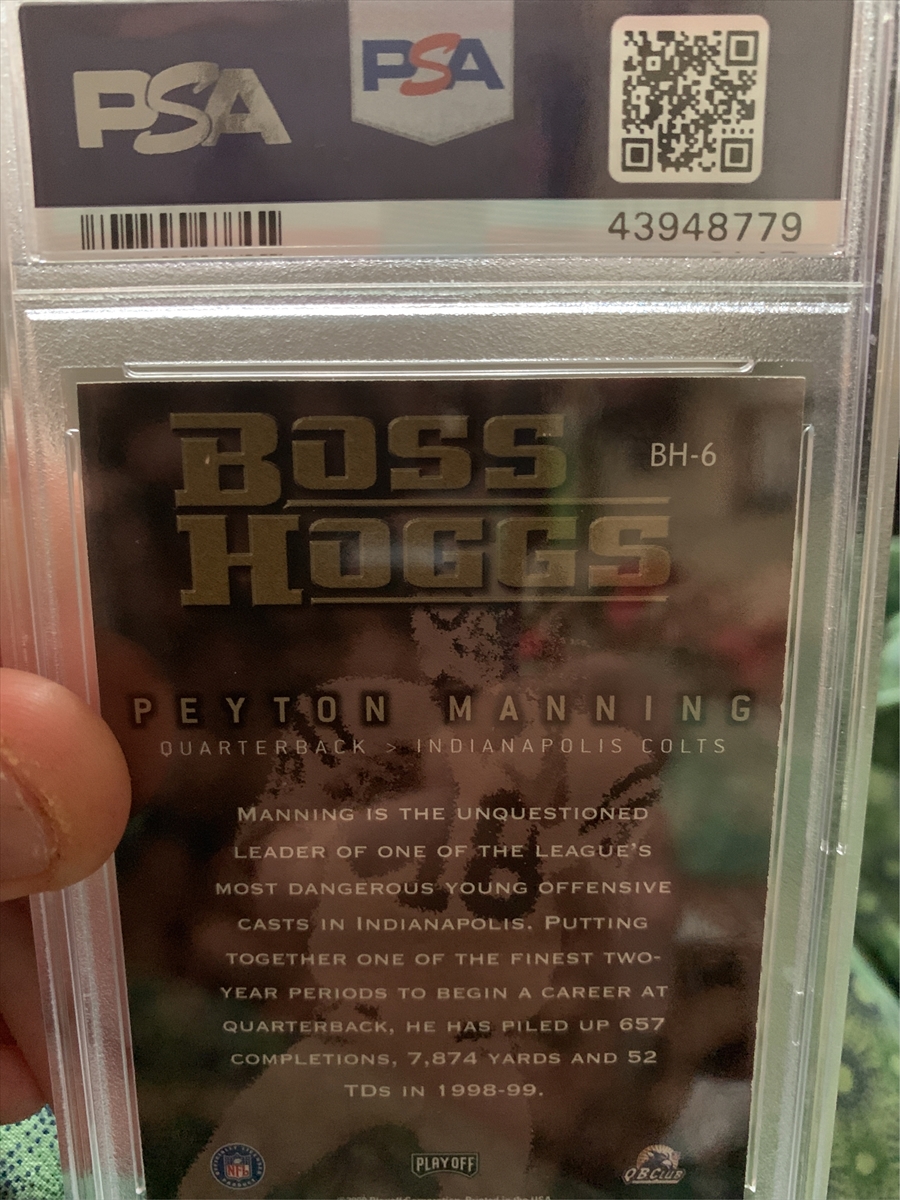 PSA
PSA
43948779
BOSS
HOGGS
BH-6
PEYTON MANNING
QUARTERBACK > INDIANAPOLIS COLTS
MANNING IS THE UNQUESTIONED
LEADER OF ONE OF THE LEAGUE'S
MOST DANGEROUS YOUNG OFFENSIVE
CASTS IN INDIANAPOLIS. PUTTING
TOGETHER ONE OF THE FINEST TWO-
YEAR PERIODS TO BEGIN A CAREER AT
QUARTERBACK, HE HAS PILED UP 657
COMPLETIONS, 7,874 YARDS AND 52
TDS IN 1998-99.
18
NFL
PLAYOFF
QB CLUB